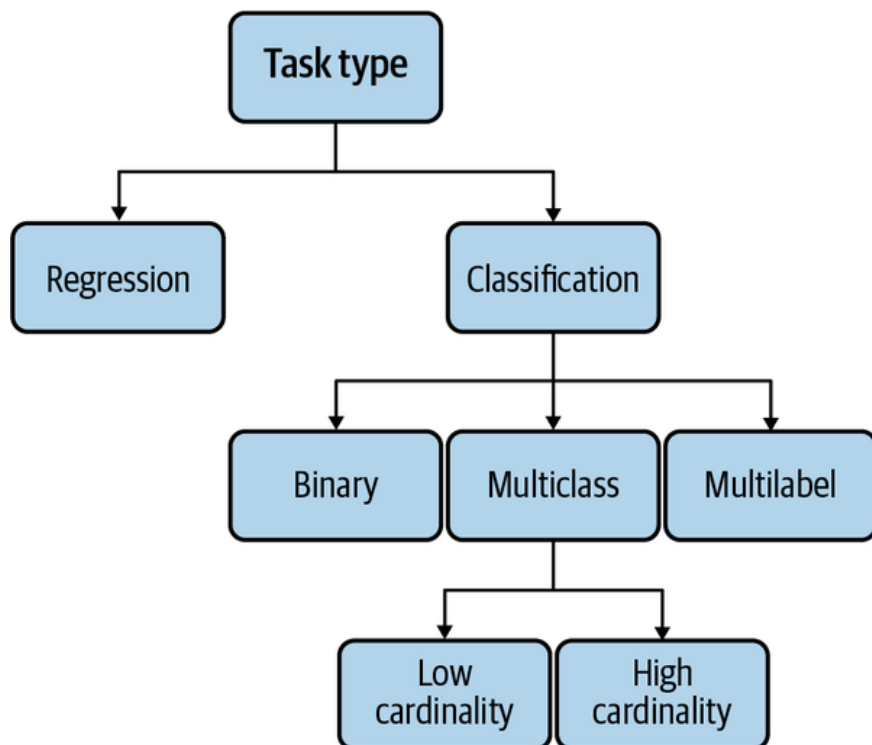 Task type
Regression
Classification
Binary
Multiclass
Multilabel
Low
cardinality
High
cardinality